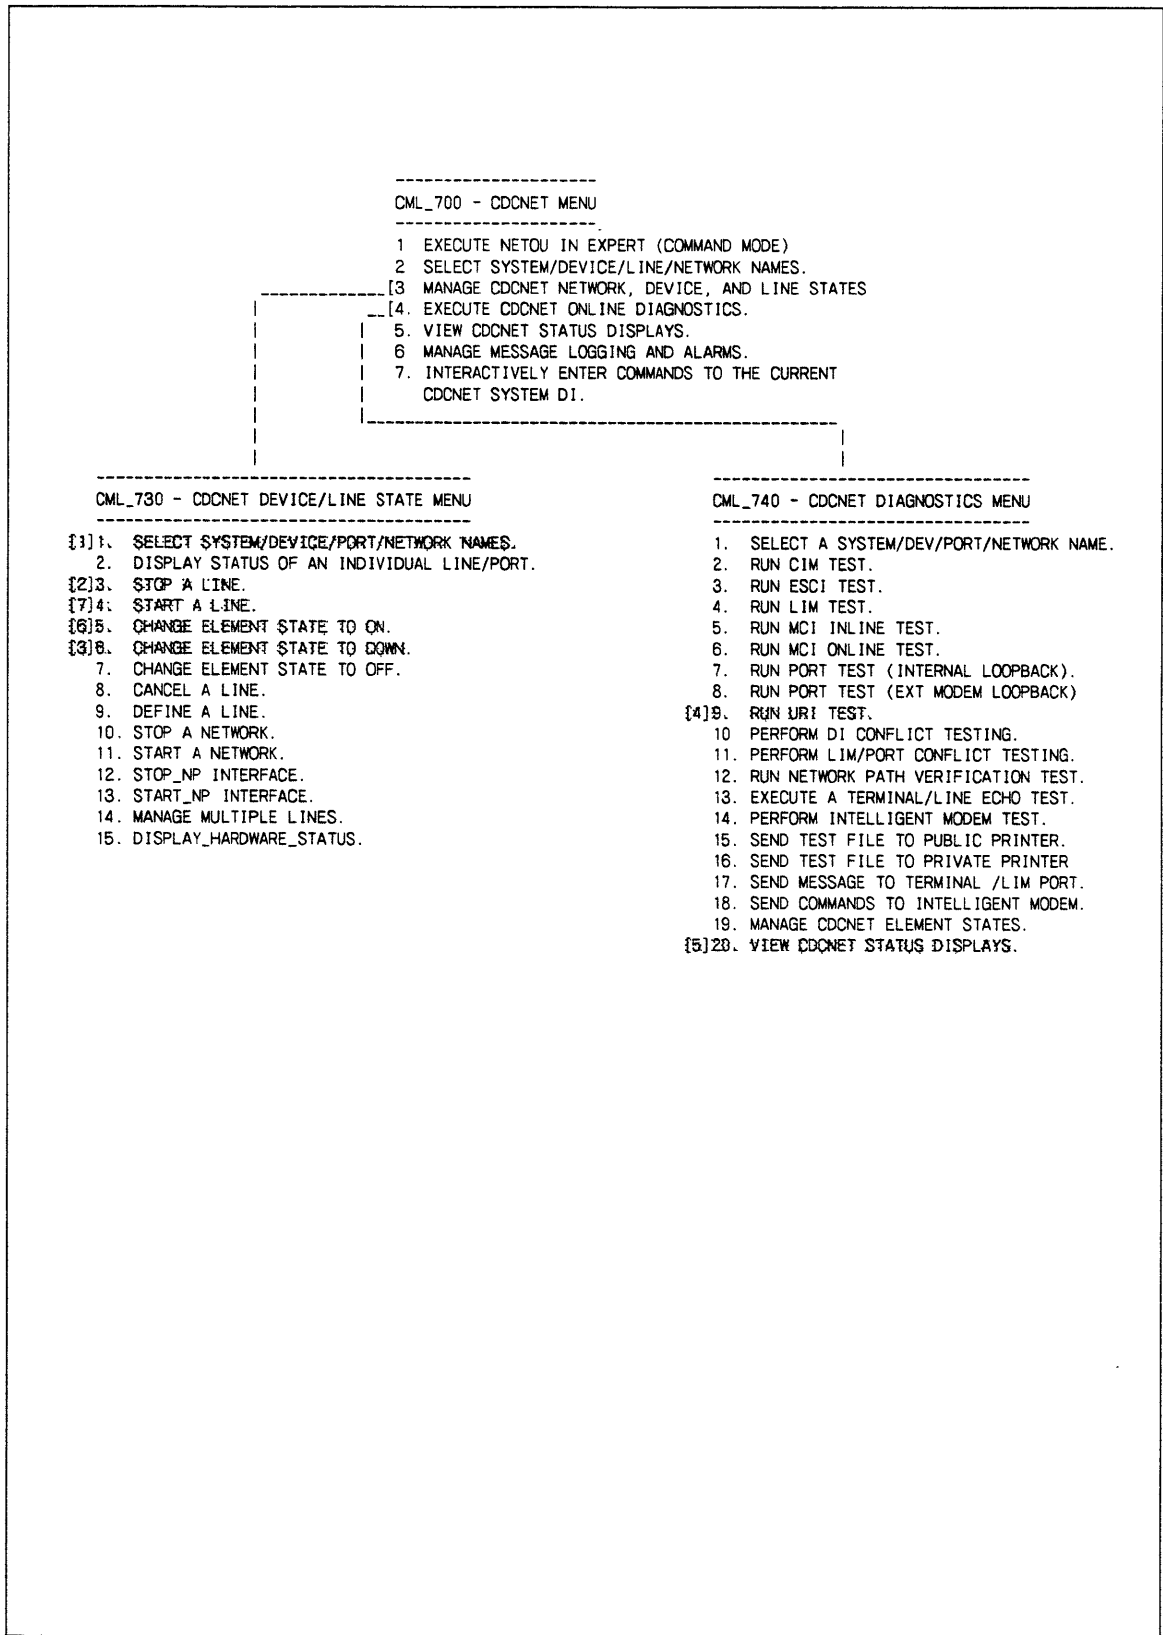 CML_700 - CDCNET MENU
1 EXECUTE NETOU IN EXPERT (COMMAND MODE)
2 SELECT SYSTEM/DEVICE/LINE/NETWORK NAMES.
[3 MANAGE CDCNET NETWORK, DEVICE, AND LINE STATES
[4. EXECUTE CDCNET ONLINE DIAGNOSTICS.
5. VIEW CDCNET STATUS DISPLAYS.
6 MANAGE MESSAGE LOGGING AND ALARMS.
7. INTERACTIVELY ENTER COMMANDS TO THE CURRENT
CDCNET SYSTEM DI.
CML_730 - CDCNET DEVICE/LINE STATE MENU
[1]1. SELECT SYSTEM/DEVICE/PORT/NETWORK NAMES.
2. DISPLAY STATUS OF AN INDIVIDUAL LINE/PORT.
[2]3. STOP A LINE.
[7]4. START A LINE.
[6]5. CHANGE ELEMENT STATE TO ON.
[3]6. CHANGE ELEMENT STATE TO DOWN.
7. CHANGE ELEMENT STATE TO OFF.
8. CANCEL A LINE.
9. DEFINE A LINE.
10. STOP A NETWORK.
11. START A NETWORK.
12. STOP_NP INTERFACE.
13. START_NP INTERFACE.
14. MANAGE MULTIPLE LINES.
15. DISPLAY_HARDWARE_STATUS.
CML_740 - CDCNET DIAGNOSTICS MENU
1. SELECT A SYSTEM/DEV/PORT/NETWORK NAME.
2. RUN CIM TEST.
3. RUN ESCI TEST.
4. RUN LIM TEST.
5. RUN MCI INLINE TEST.
6. RUN MCI ONLINE TEST.
7. RUN PORT TEST (INTERNAL LOOPBACK).
8. RUN PORT TEST (EXT MODEM LOOPBACK)
[4]9. RUN URI TEST.
10 PERFORM DI CONFLICT TESTING.
11. PERFORM LIM/PORT CONFLICT TESTING.
12. RUN NETWORK PATH VERIFICATION TEST.
13. EXECUTE A TERMINAL/LINE ECHO TEST.
14. PERFORM INTELLIGENT MODEM TEST.
15. SEND TEST FILE TO PUBLIC PRINTER.
16. SEND TEST FILE TO PRIVATE PRINTER
17. SEND MESSAGE TO TERMINAL /LIM PORT.
18. SEND COMMANDS TO INTELLIGENT MODEM.
19. MANAGE CDCNET ELEMENT STATES.
[5]20. VIEW CDCNET STATUS DISPLAYS.